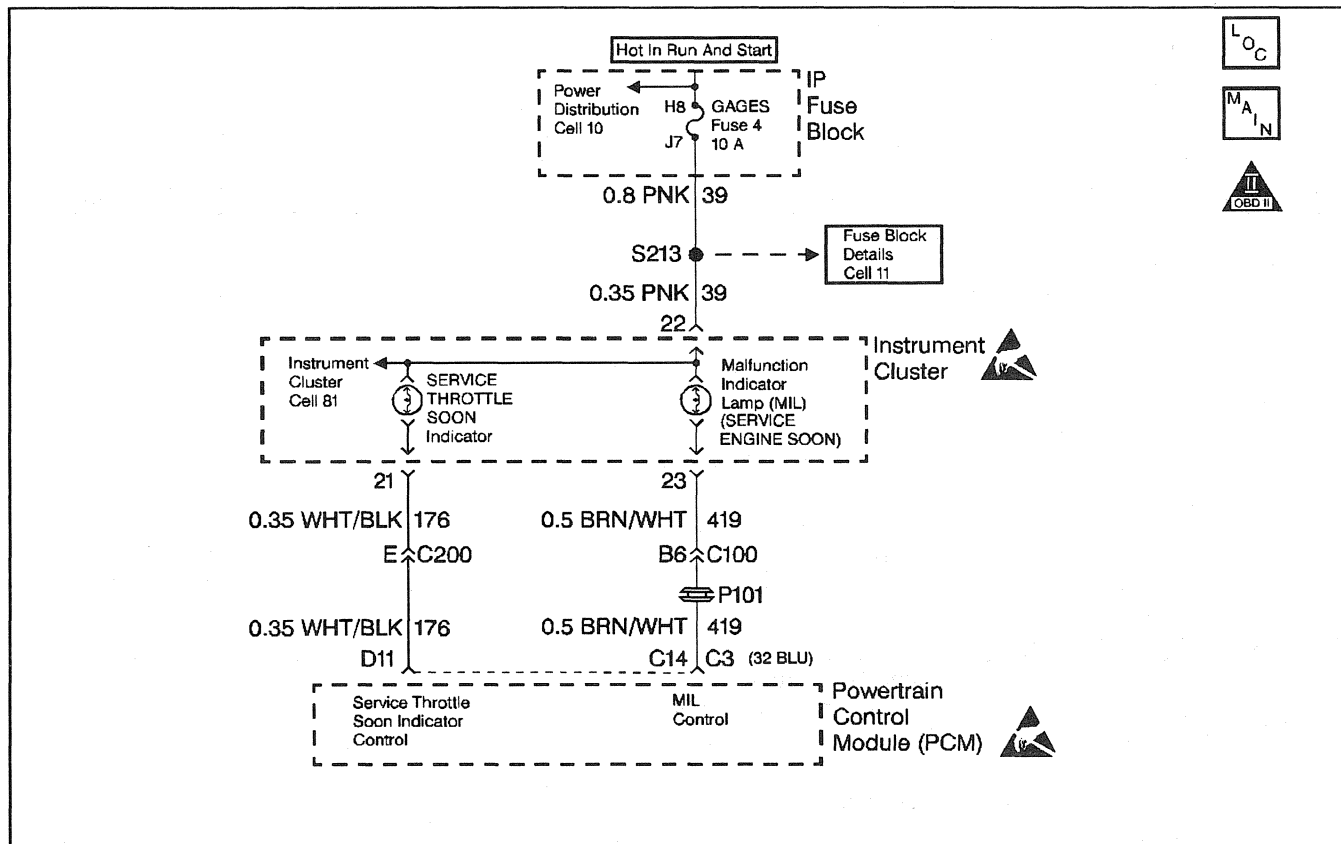 Hot In Run And Start
L O C
Power
Distribution
Cell 10
H8
J7
GAGES
Fuse 4
10 A
IP
Fuse
Block
M A I N
II
OBD II
0.8 PNK 39
S213
Fuse Block
Details
Cell 11
0.35 PNK 39
22
Instrument
Cluster
Cell 81
SERVICE
THROTTLE
SOON
Indicator
Malfunction
Indicator
Lamp (MIL)
(SERVICE
ENGINE SOON)
Instrument
Cluster
21
23
0.35 WHT/BLK 176
0.5 BRN/WHT 419
E C200
B6 C100
P101
0.35 WHT/BLK 176
0.5 BRN/WHT 419
D11
C14 C3 (32 BLU)
Service Throttle
Soon Indicator
Control
MIL
Control
Powertrain
Control
Module (PCM)